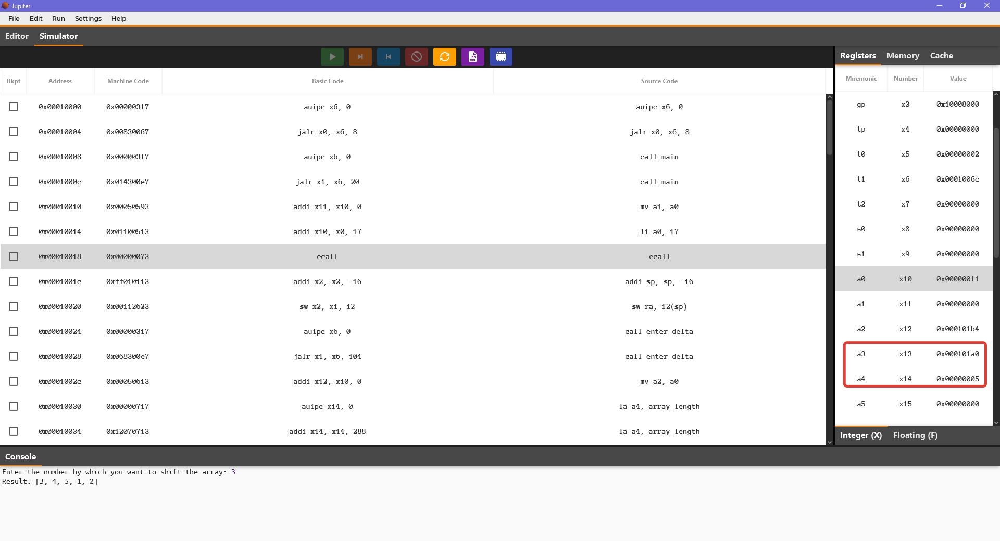 Jupiter
File Edit Run Settings Help
Editor Simulator
Registers Memory Cache
Bkpt Address Machine Code Basic Code Source Code
Mnemonic Number Value
0x00010000 0x00000317 auipc x6, 0 auipc x6, 0
0x00010004 0x00830067 jalr x0, x6, 8 jalr x0, x6, 8
0x00010008 0x00000317 auipc x6, 0 call main
0x0001000c 0x014300e7 jalr x1, x6, 20 call main
0x00010010 0x00050593 addi x11, x10, 0 mv a1, a0
0x00010014 0x01100513 addi x10, x0, 17 li a0, 17
0x00010018 0x00000073 ecall ecall
0x0001001c 0xff010113 addi x2, x2, -16 addi sp, sp, -16
0x00010020 0x00112623 sw x2, x1, 12 sw ra, 12(sp)
0x00010024 0x00000317 auipc x6, 0 call enter_delta
0x00010028 0x068300e7 jalr x1, x6, 104 call enter_delta
0x0001002c 0x00050613 addi x12, x10, 0 mv a2, a0
0x00010030 0x00000717 auipc x14, 0 la a4, array_length
0x00010034 0x12070713 addi x14, x14, 288 la a4, array_length
gp x3 0x10008000
tp x4 0x00000000
t0 x5 0x00000002
t1 x6 0x0001006c
t2 x7 0x00000000
s0 x8 0x00000000
s1 x9 0x00000000
a0 x10 0x00000011
a1 x11 0x00000000
a2 x12 0x000101b4
a3 x13 0x000101a0
a4 x14 0x00000005
a5 x15 0x00000000
Integer (X) Floating (F)
Console
Enter the number by which you want to shift the array: 3
Result: [3, 4, 5, 1, 2]